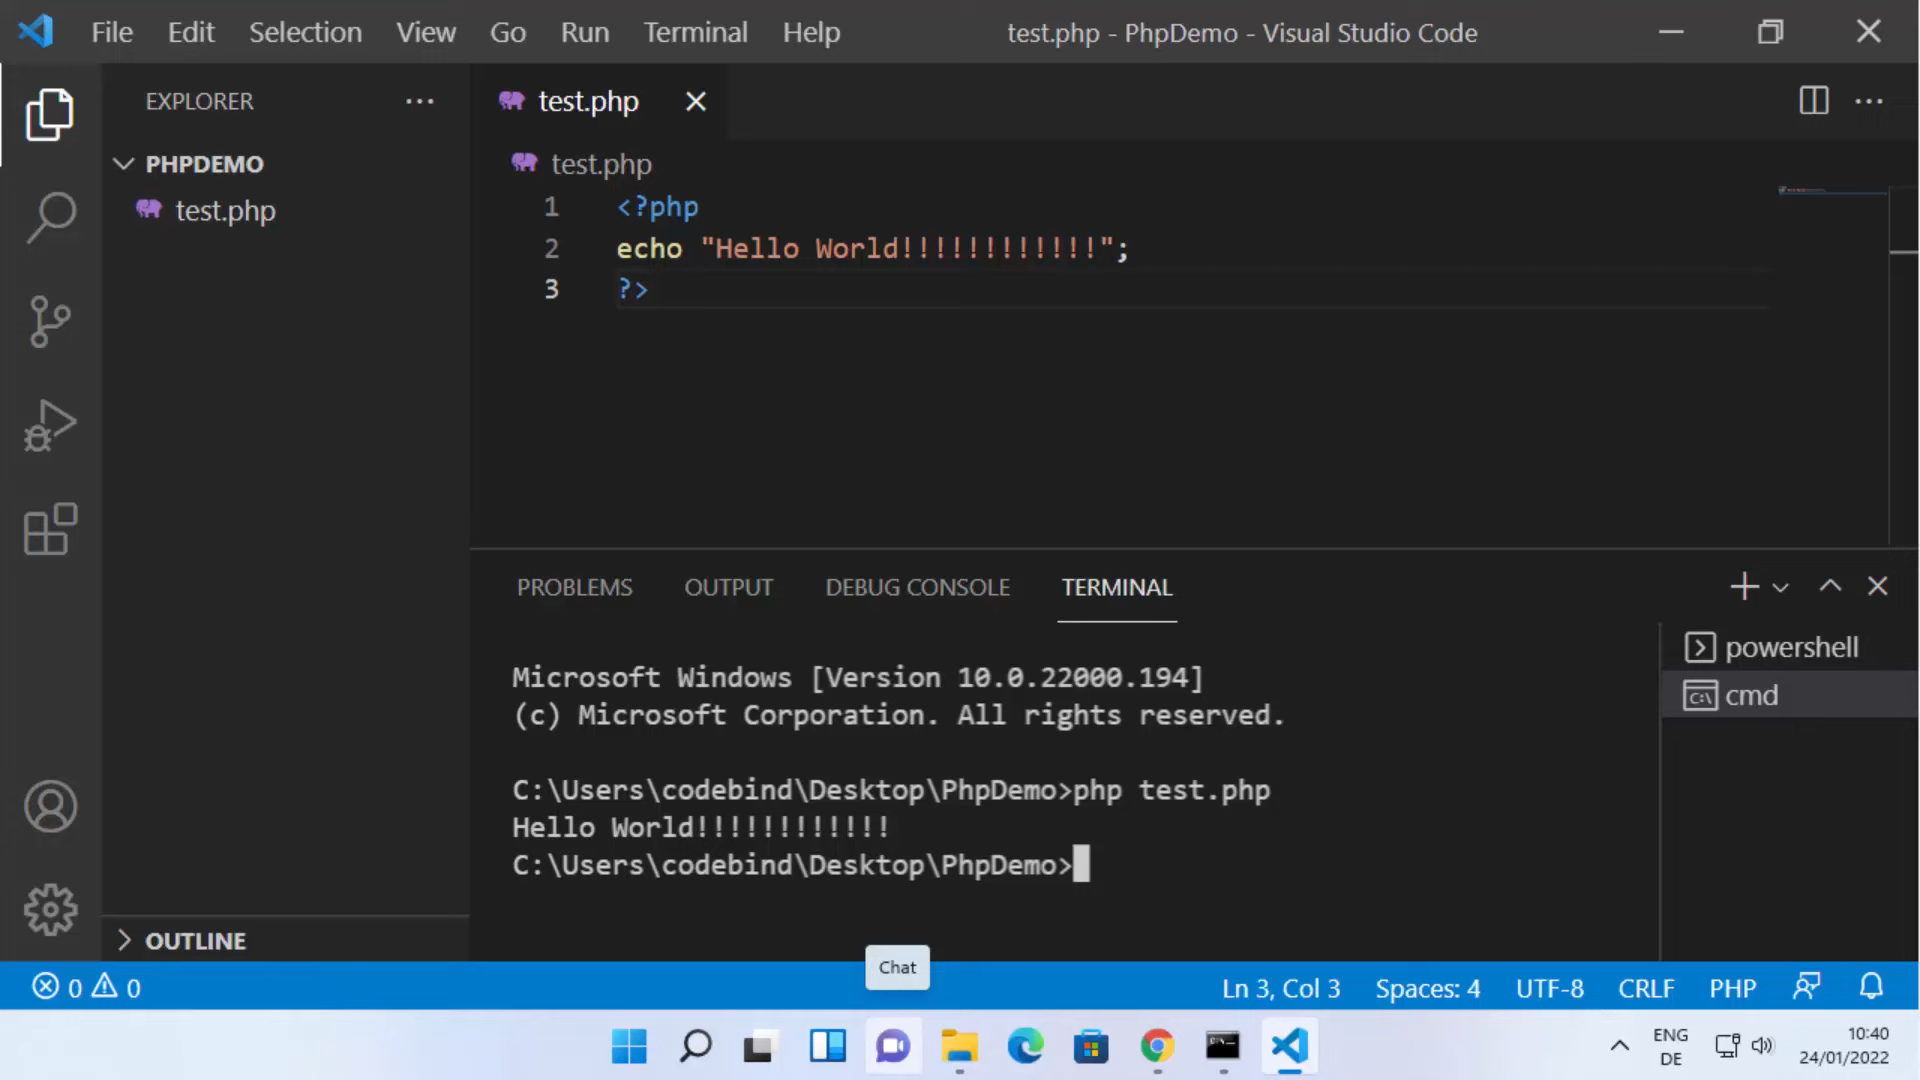 File Edit Selection View Go Run Terminal Help test.php - PhpDemo - Visual Studio Code
EXPLORER
PHPDEMO
test.php
OUTLINE
test.php
test.php
1 <?php
2 echo "Hello World!!!!!!!!!!!!";
3 ?>
PROBLEMS OUTPUT DEBUG CONSOLE TERMINAL
Microsoft Windows [Version 10.0.22000.194]
(c) Microsoft Corporation. All rights reserved.
C:\Users\codebind\Desktop\PhpDemo>php test.php
Hello World!!!!!!!!!!!!
C:\Users\codebind\Desktop\PhpDemo>
powershell
cmd
Chat
0 0 Ln 3, Col 3 Spaces: 4 UTF-8 CRLF PHP
ENG
DE
10:40
24/01/2022